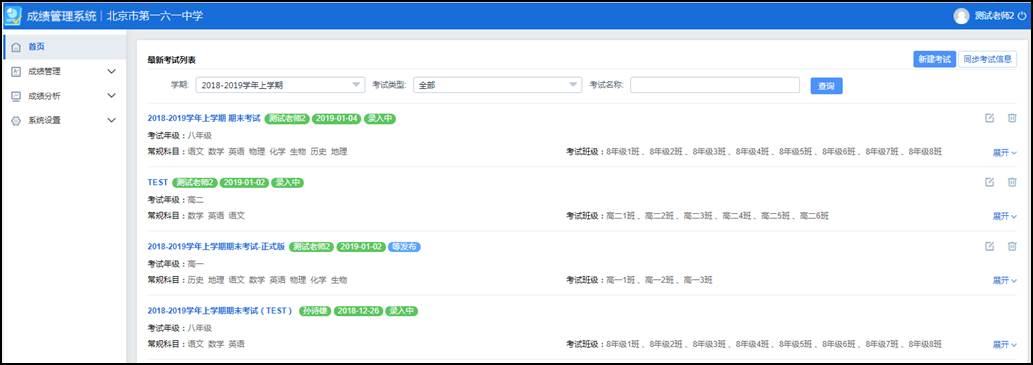 成绩管理系统 | 北京市第一六一中学 测试老师2
首页
成绩管理
成绩分析
系统设置
最新考试列表 新建考试 同步考试信息
学期: 2018-2019学年上学期 考试类型: 全部 考试名称: 查询
2018-2019学年上学期 期末考试 测试老师2 2019-01-04 录入中
考试年级：八年级
常规科目：语文 数学 英语 物理 化学 生物 历史 地理 考试班级：8年级1班、8年级2班、8年级3班、8年级4班、8年级5班、8年级6班、8年级7班、8年级8班 展开
TEST 测试老师2 2019-01-02 录入中
考试年级：高二
常规科目：数学 英语 语文 考试班级：高二1班、高二2班、高二3班、高二4班、高二5班、高二6班 展开
2018-2019学年上学期期末考试-正式版 测试老师2 2019-01-02 等发布
考试年级：高一
常规科目：历史 地理 语文 数学 英语 物理 化学 生物 考试班级：高一1班、高一2班、高一3班 展开
2018-2019学年上学期期末考试（TEST） 孙诗雄 2018-12-26 录入中
考试年级：八年级
常规科目：语文 数学 英语 考试班级：8年级1班、8年级2班、8年级3班、8年级4班、8年级5班、8年级6班、8年级7班、8年级8班 展开